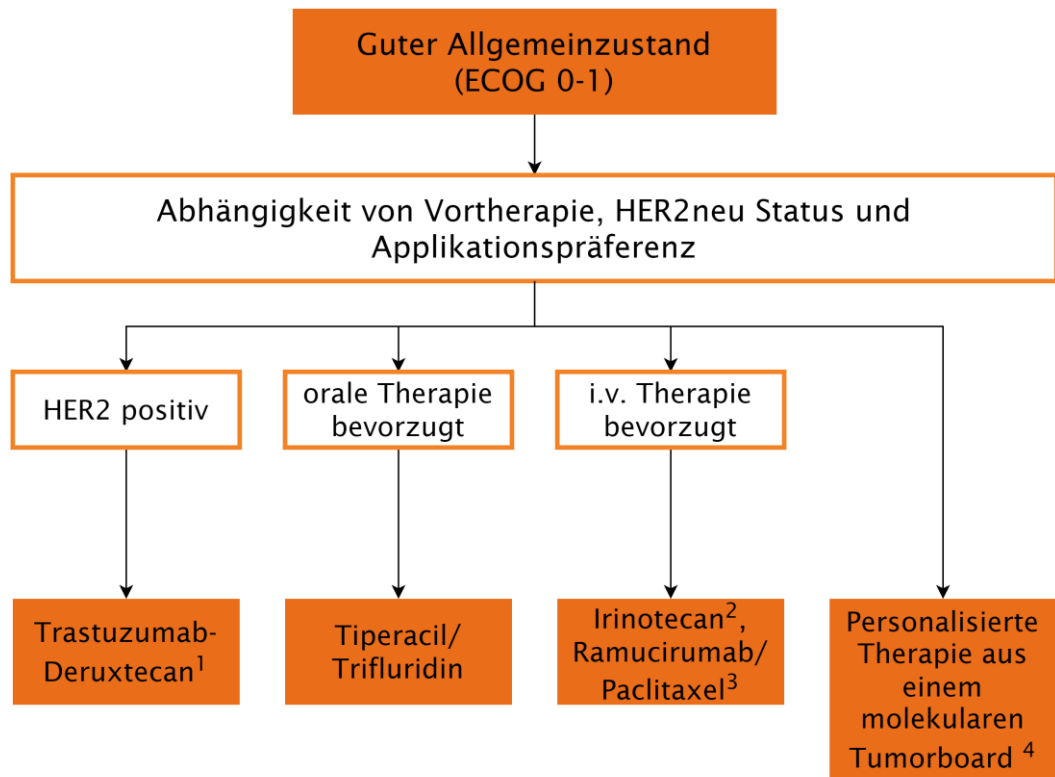 Guter Allgemeinzustand
(ECOG 0-1)
Abhängigkeit von Vortherapie, HER2neu Status und
Applikationspräferenz
HER2 positiv
orale Therapie
bevorzugt
i.v. Therapie
bevorzugt
Trastuzumab-
Deruxtecan¹
Tiperacil/
Trifluridin
Irinotecan²,
Ramucirumab/
Paclitaxel³
Personalisierte
Therapie aus
einem
molekularen
Tumorboard ⁴